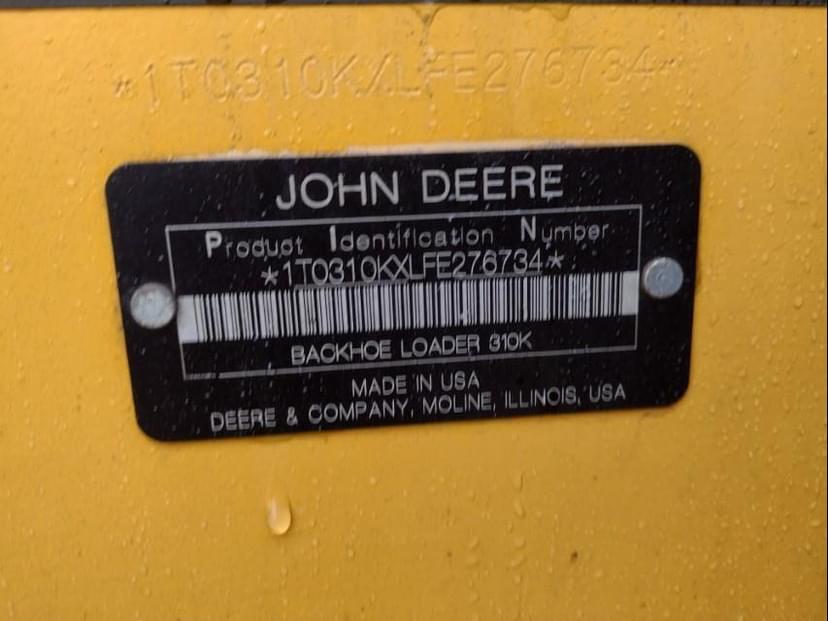 *1T0310KXLFE276734*
JOHN DEERE
Product Identification Number
*1T0310KXLFE276734*
BACKHOE LOADER 310K
MADE IN USA
DEERE & COMPANY, MOLINE, ILLINOIS, USA